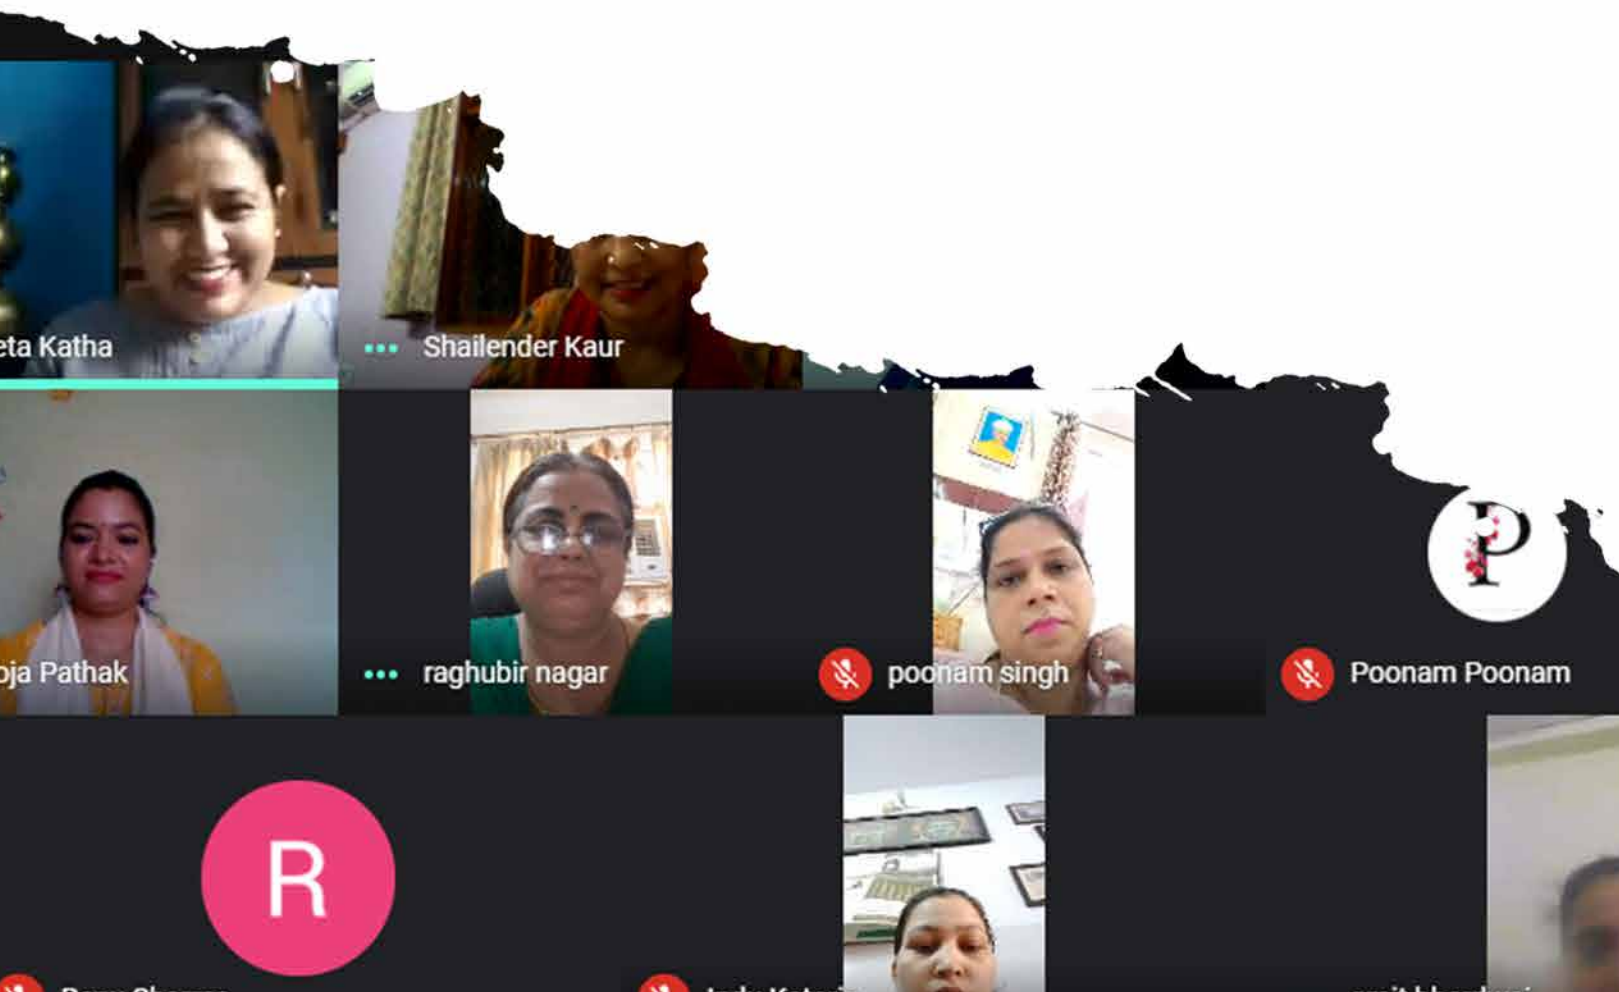 eta Katha
Shailender Kaur
oja Pathak
raghubir nagar
poonam singh
P
Poonam Poonam
R